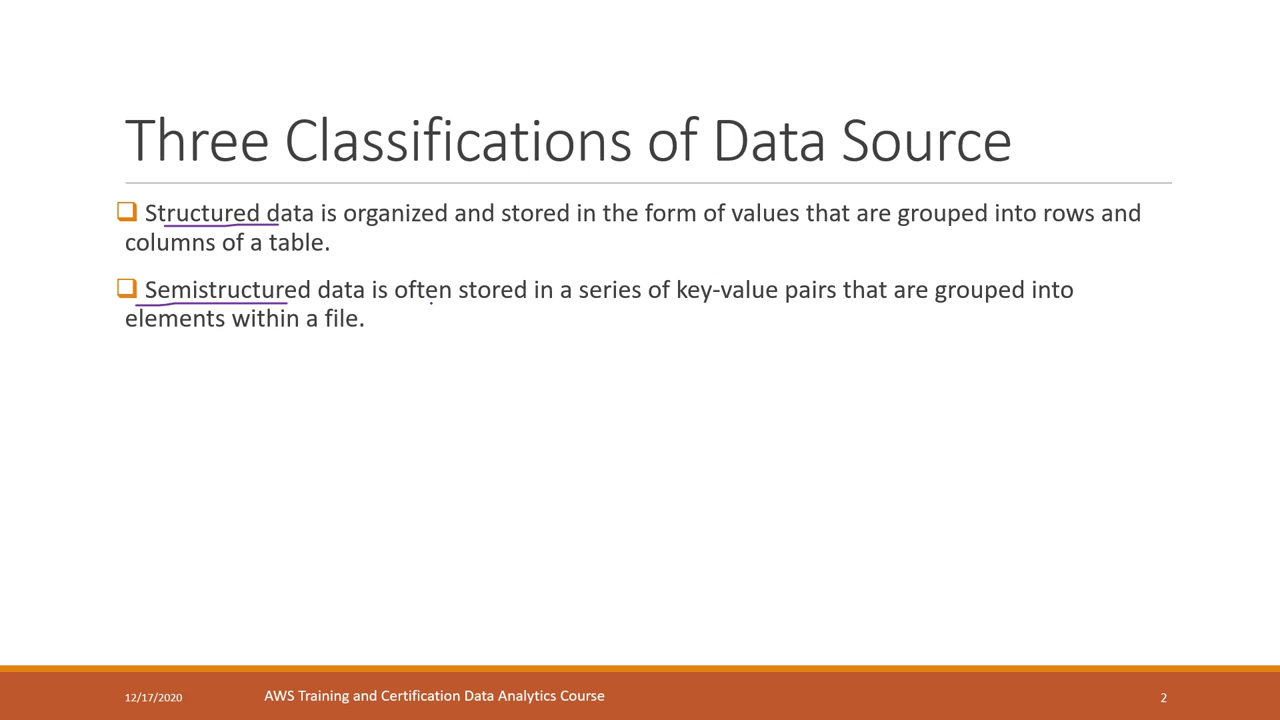 Three Classifications of Data Source
Structured data is organized and stored in the form of values that are grouped into rows and
columns of a table.
Semistructured data is often stored in a series of key-value pairs that are grouped into
elements within a file.
12/17/2020 AWS Training and Certification Data Analytics Course 2